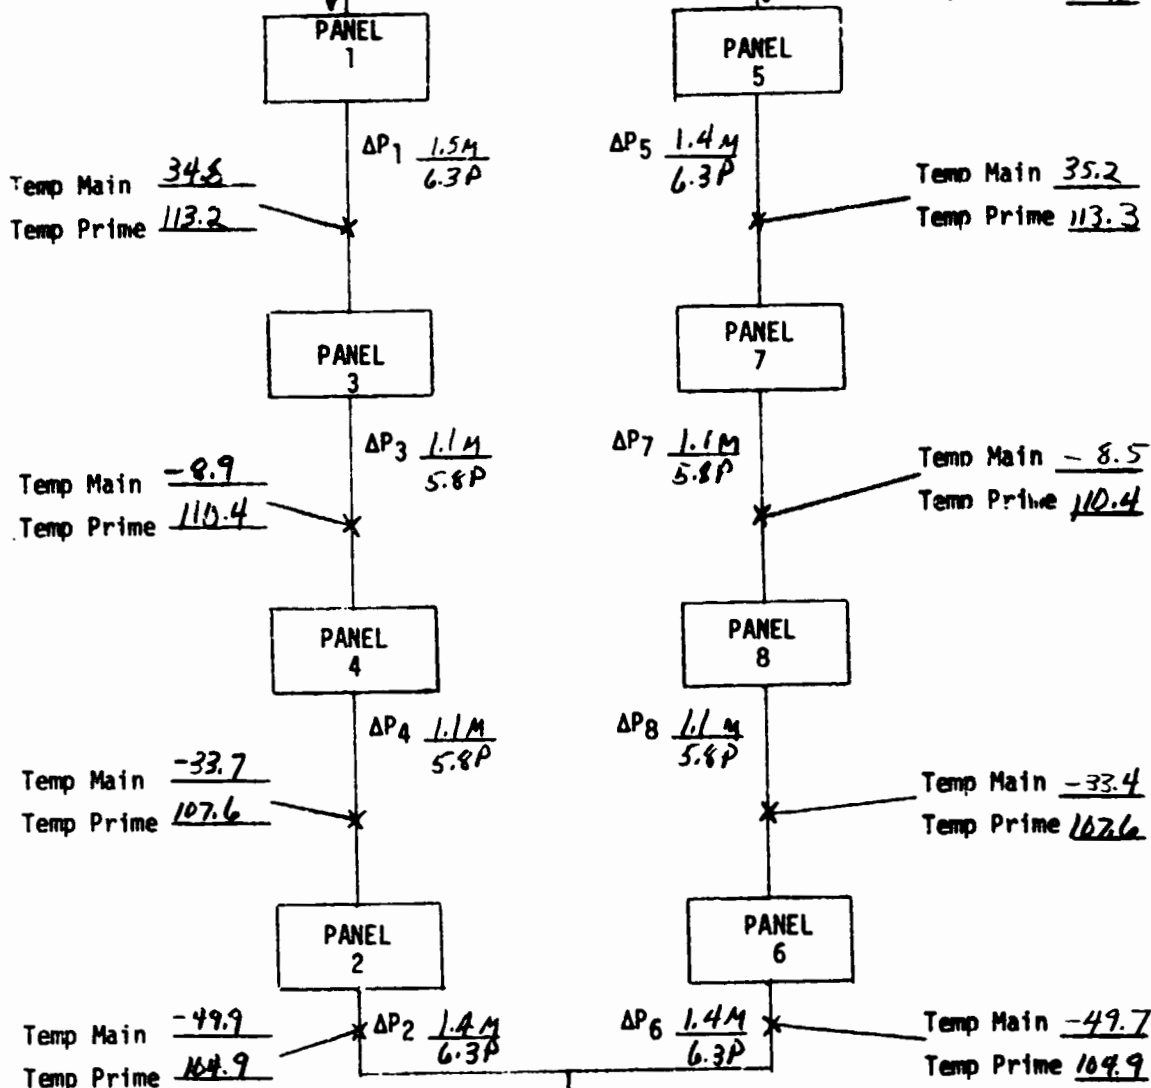 PANEL
1
PANEL
5
ΔP1 1.5M
6.3P
ΔP5 1.4M
6.3P
Temp Main 34.8
Temp Prime 113.2
Temp Main 35.2
Temp Prime 113.3
PANEL
3
PANEL
7
ΔP3 1.1M
5.8P
ΔP7 1.1M
5.8P
Temp Main -8.9
Temp Prime 110.4
Temp Main -8.5
Temp Prime 110.4
PANEL
4
PANEL
8
ΔP4 1.1M
5.8P
ΔP8 1.1M
5.8P
Temp Main -33.7
Temp Prime 107.6
Temp Main -33.4
Temp Prime 107.6
PANEL
2
PANEL
6
ΔP2 1.4M
6.3P
ΔP6 1.4M
6.3P
Temp Main -49.9
Temp Prime 104.9
Temp Main -49.7
Temp Prime 104.9